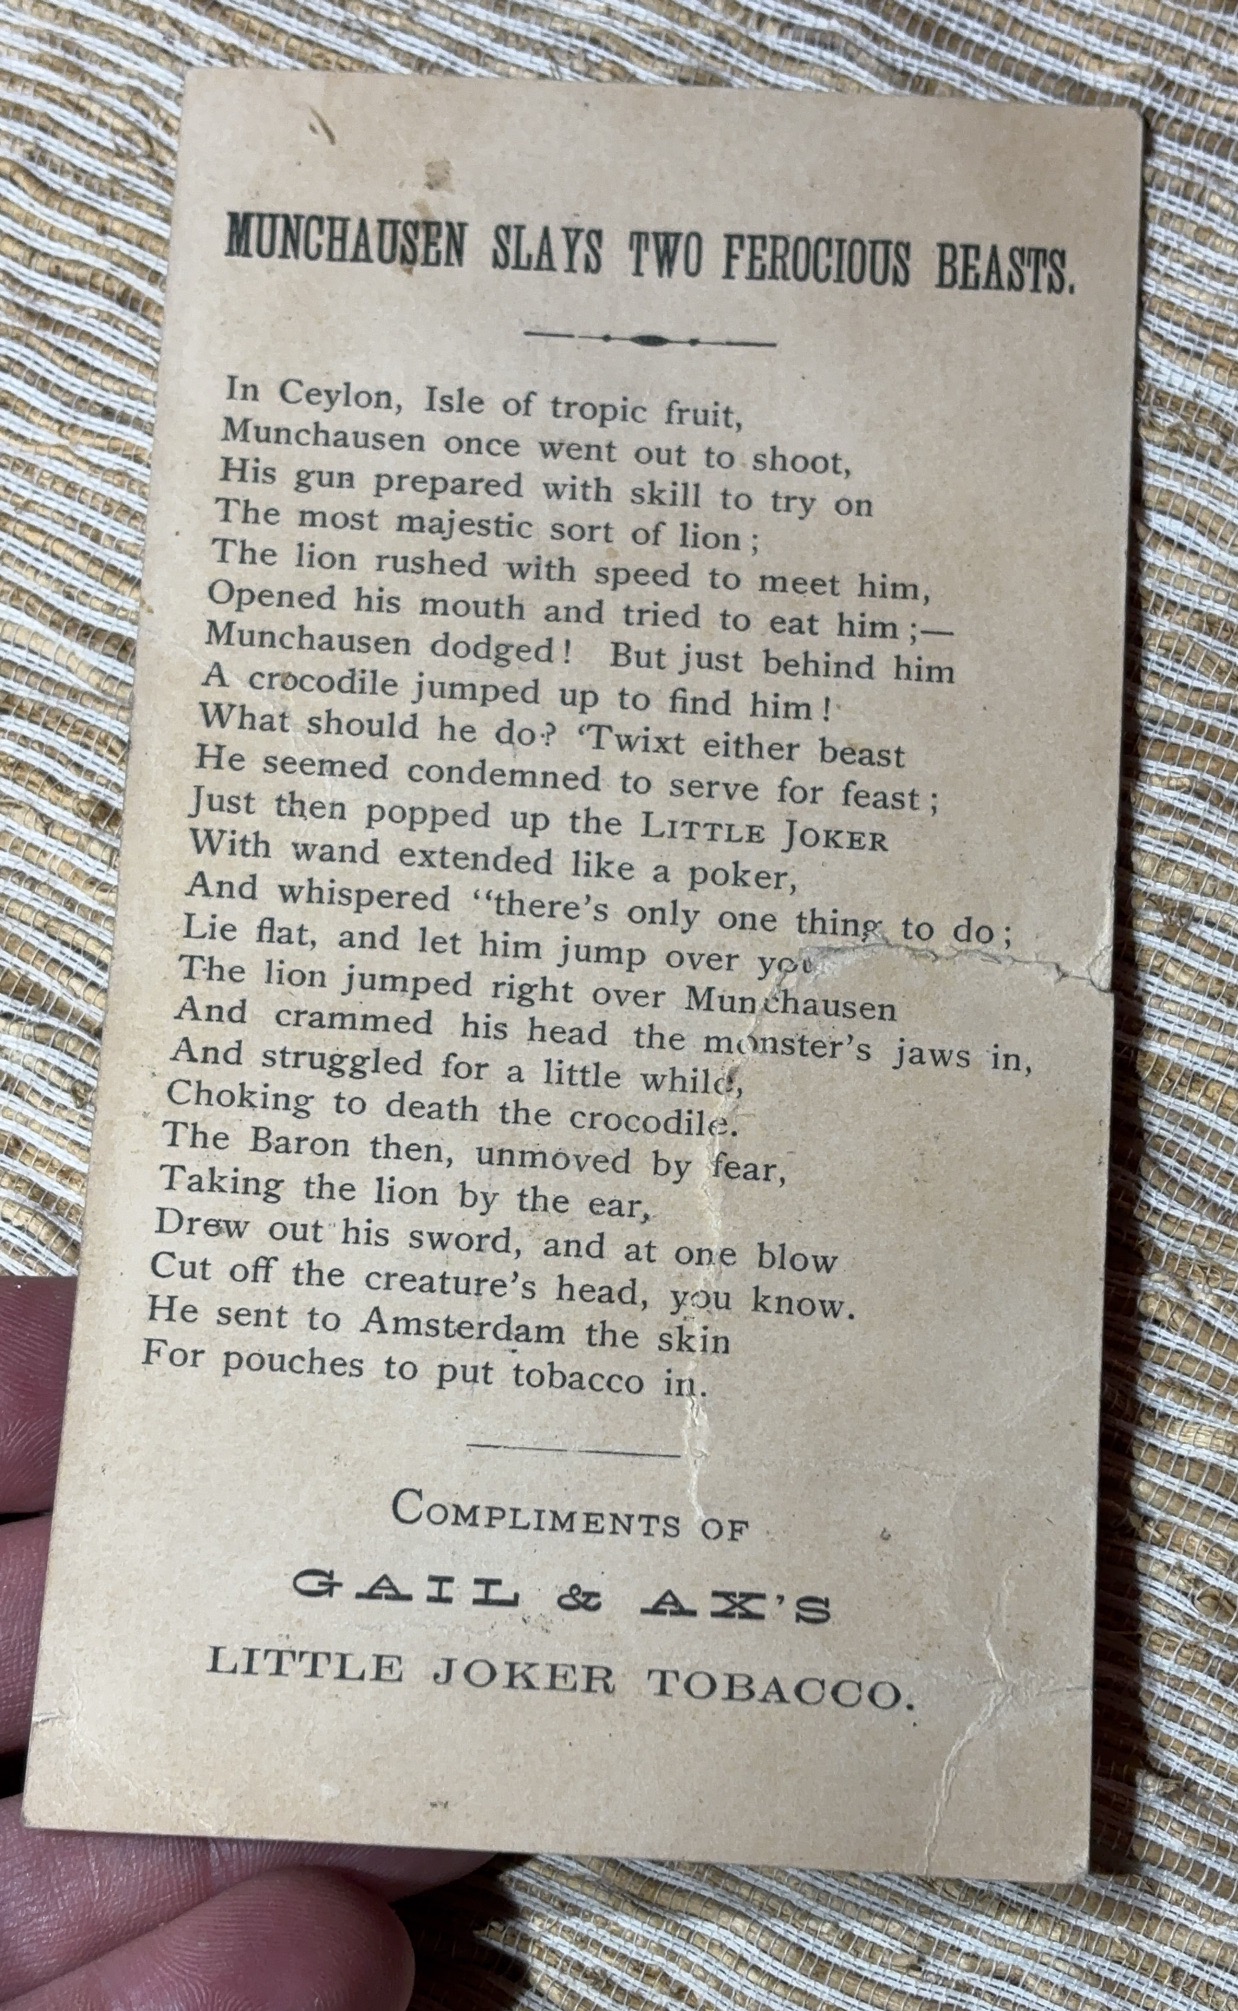 MUNCHAUSEN SLAYS TWO FEROCIOUS BEASTS.
In Ceylon, Isle of tropic fruit,
Munchausen once went out to shoot,
His gun prepared with skill to try on
The most majestic sort of lion;
The lion rushed with speed to meet him,
Opened his mouth and tried to eat him;—
Munchausen dodged! But just behind him
A crocodile jumped up to find him!
What should he do? ‘Twixt either beast
He seemed condemned to serve for feast;
Just then popped up the LITTLE JOKER
With wand extended like a poker,
And whispered “there’s only one thing to do;
Lie flat, and let him jump over you
The lion jumped right over Munchausen
And crammed his head the monster’s jaws in,
And struggled for a little while,
Choking to death the crocodile.
The Baron then, unmoved by fear,
Taking the lion by the ear,
Drew out his sword, and at one blow
Cut off the creature’s head, you know.
He sent to Amsterdam the skin
For pouches to put tobacco in.
COMPLIMENTS OF
GAIL & AX’S
LITTLE JOKER TOBACCO.